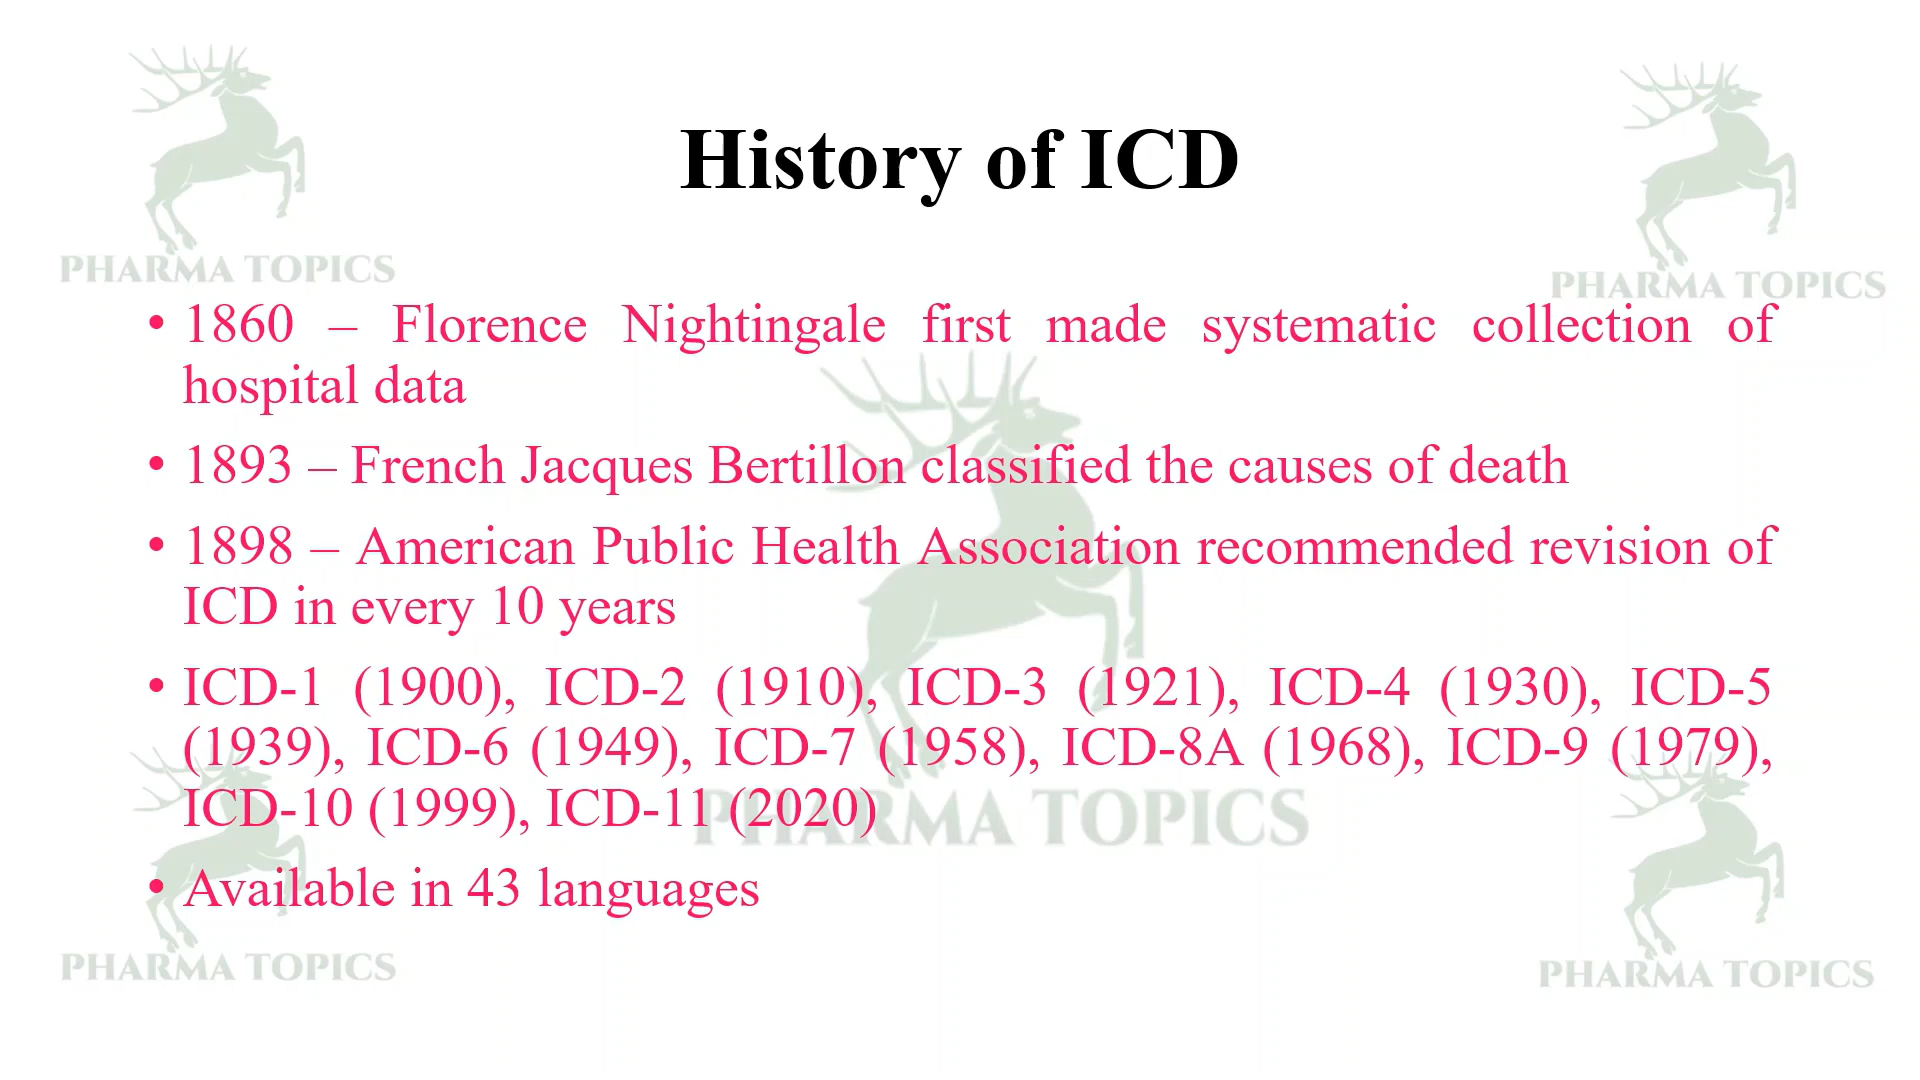 PHARMA TOPICS
PHARMA TOPICS
History of ICD
• 1860 – Florence Nightingale first made systematic collection of
hospital data
• 1893 – French Jacques Bertillon classified the causes of death
• 1898 – American Public Health Association recommended revision of
ICD in every 10 years
• ICD-1 (1900), ICD-2 (1910), ICD-3 (1921), ICD-4 (1930), ICD-5
(1939), ICD-6 (1949), ICD-7 (1958), ICD-8A (1968), ICD-9 (1979),
ICD-10 (1999), ICD-11 (2020)
PHARMA TOPICS
• Available in 43 languages
PHARMA TOPICS
PHARMA TOPICS